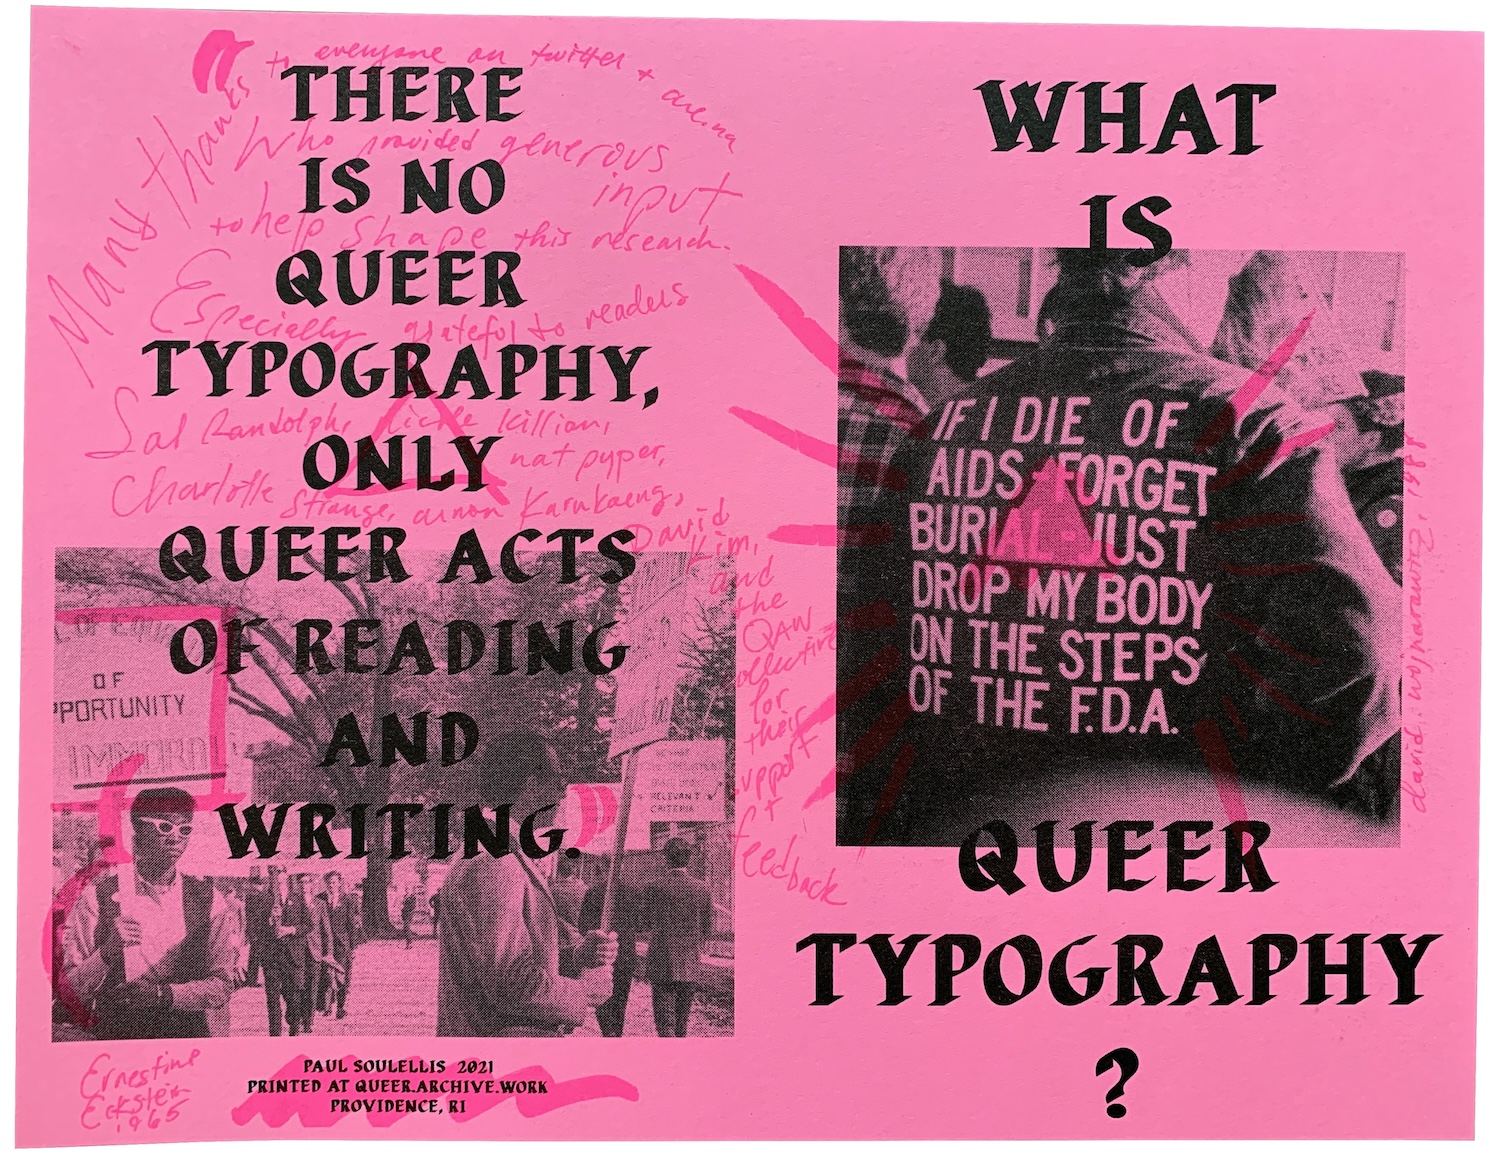 THERE
IS NO
QUEER
TYPOGRAPHY,
ONLY
QUEER ACTS
OF READING
AND
WRITING.
Many thanks to everyone on twitter + are.na
who provided generous
input
to help shape this research.
Especially grateful to readers
Sal Randolph, Nicole Killian,
nat pyper,
Charlotte Strange, arnon Karnkaeng,
David
Kim,
and
the
QAW
collective
for
their
support
+
feedback
OF
OPPORTUNITY
IMMORAL
RELEVANT
CRITERIA
Ernestine
Eckstein
1965
PAUL SOULELLIS 2021
PRINTED AT QUEER.ARCHIVE.WORK
PROVIDENCE, RI
WHAT
IS
IF I DIE OF
AIDS - FORGET
BURIAL - JUST
DROP MY BODY
ON THE STEPS
OF THE F.D.A.
david wojnarowicz, 1988
QUEER
TYPOGRAPHY
?